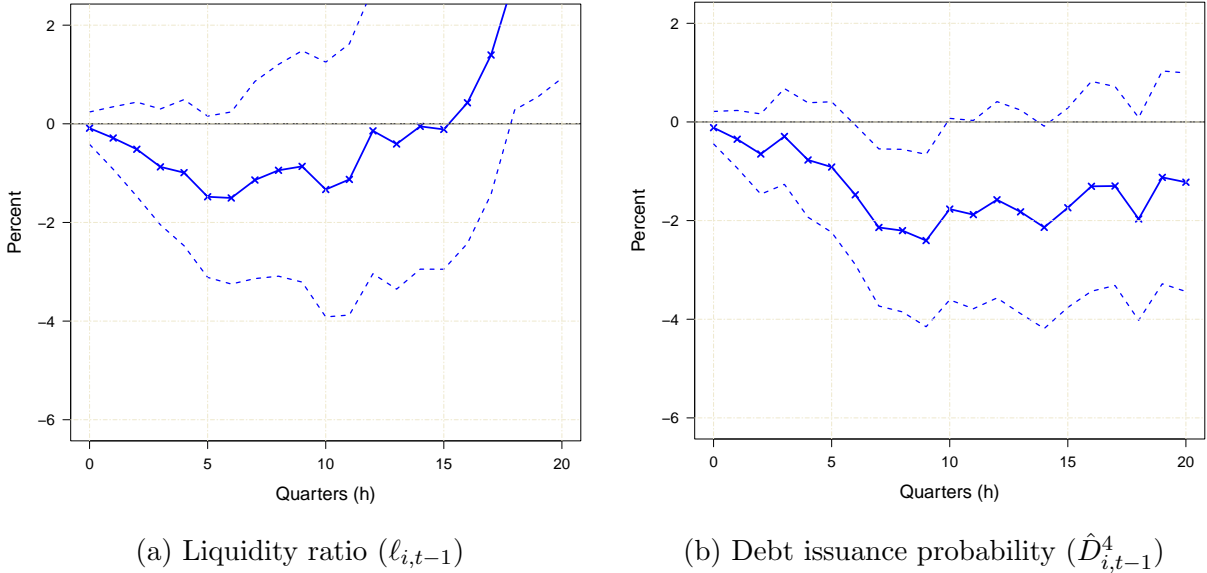 2
0
−2
−4
−6
Percent
0 5 10 15 20
Quarters (h)
(a) Liquidity ratio (ℓ_{i,t−1})
2
0
−2
−4
−6
Percent
0 5 10 15 20
Quarters (h)
(b) Debt issuance probability (D̂^4_{i,t−1})